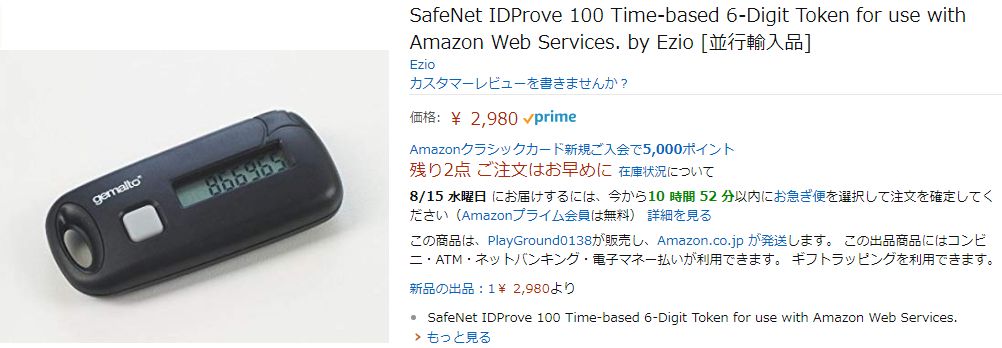 SafeNet IDProve 100 Time-based 6-Digit Token for use with
Amazon Web Services. by Ezio [並行輸入品]
Ezio
カスタマーレビューを書きませんか？
価格: ￥ 2,980 prime
Amazonクラシックカード新規ご入会で5,000ポイント
残り2点 ご注文はお早めに 在庫状況について
8/15 水曜日 にお届けするには、今から10 時間 52 分以内にお急ぎ便を選択して注文を確定してく
ださい（Amazonプライム会員は無料） 詳細を見る
この商品は、PlayGround0138が販売し、Amazon.co.jp が発送します。 この出品商品にはコンビ
ニ・ATM・ネットバンキング・電子マネー払いが利用できます。 ギフトラッピングを利用できます。
新品の出品：1￥ 2,980より
SafeNet IDProve 100 Time-based 6-Digit Token for use with Amazon Web Services.
もっと見る
gemalto
866965